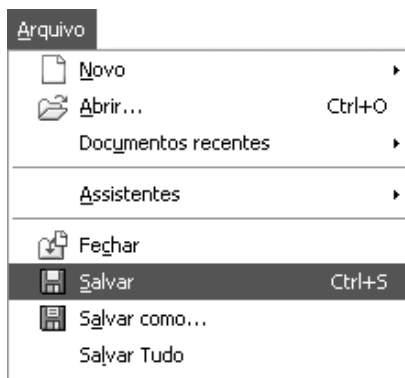 Arquivo
Novo
Abrir... Ctrl+O
Documentos recentes
Assistentes
Fechar
Salvar Ctrl+S
Salvar como...
Salvar Tudo